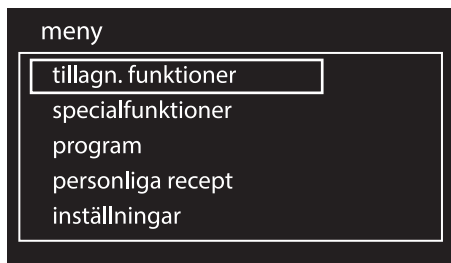 meny
tillagn. funktioner
specialfunktioner
program
personliga recept
inställningar